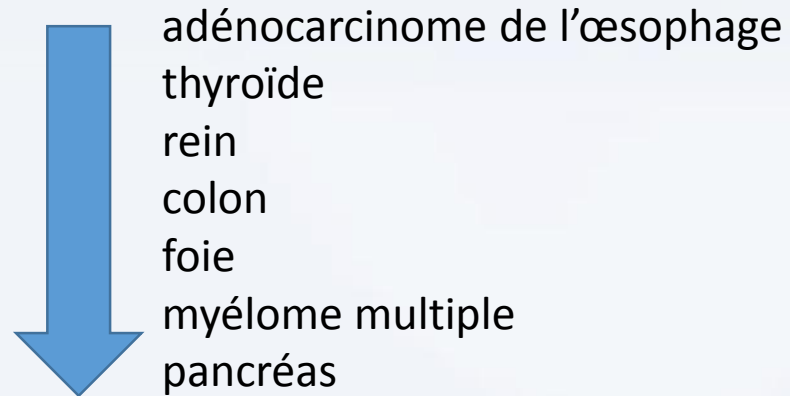 adénocarcinome de l’œsophage
thyroïde
rein
colon
foie
myélome multiple
pancréas